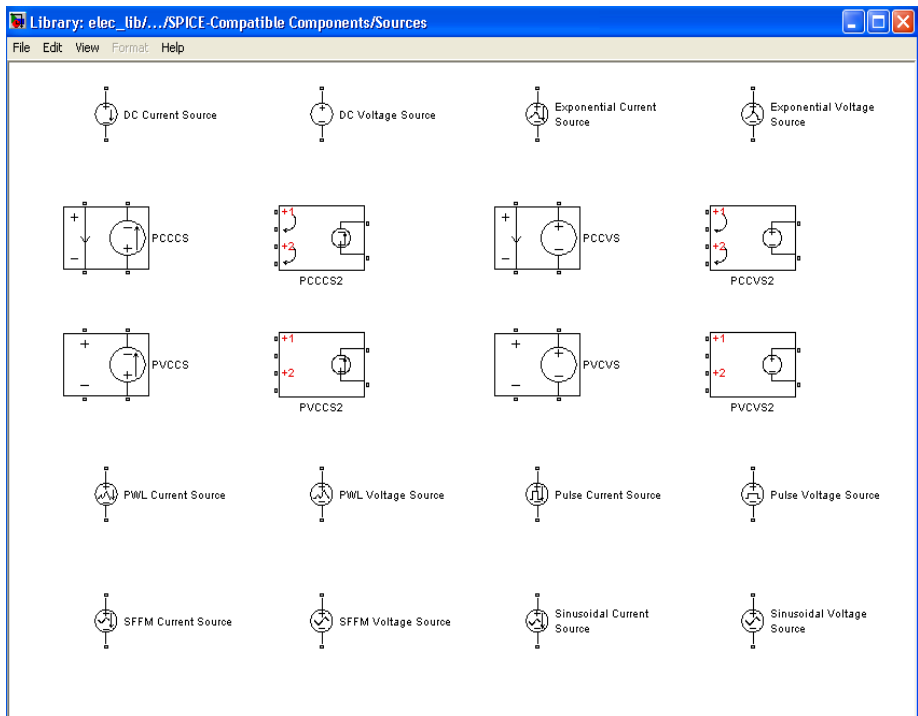 Library: elec_lib/.../SPICE-Compatible Components/Sources
File Edit View Format Help
DC Current Source
DC Voltage Source
Exponential Current
Source
Exponential Voltage
Source
+
−
−
+
PCCCS
+1
+2
PCCCS2
+
−
+
−
PCCVS
+1
+2
PCCVS2
+
−
−
+
PVCCS
+1
+2
PVCCS2
+
−
+
−
PVCVS
+1
+2
PVCVS2
PWL Current Source
PWL Voltage Source
Pulse Current Source
Pulse Voltage Source
SFFM Current Source
SFFM Voltage Source
Sinusoidal Current
Source
Sinusoidal Voltage
Source